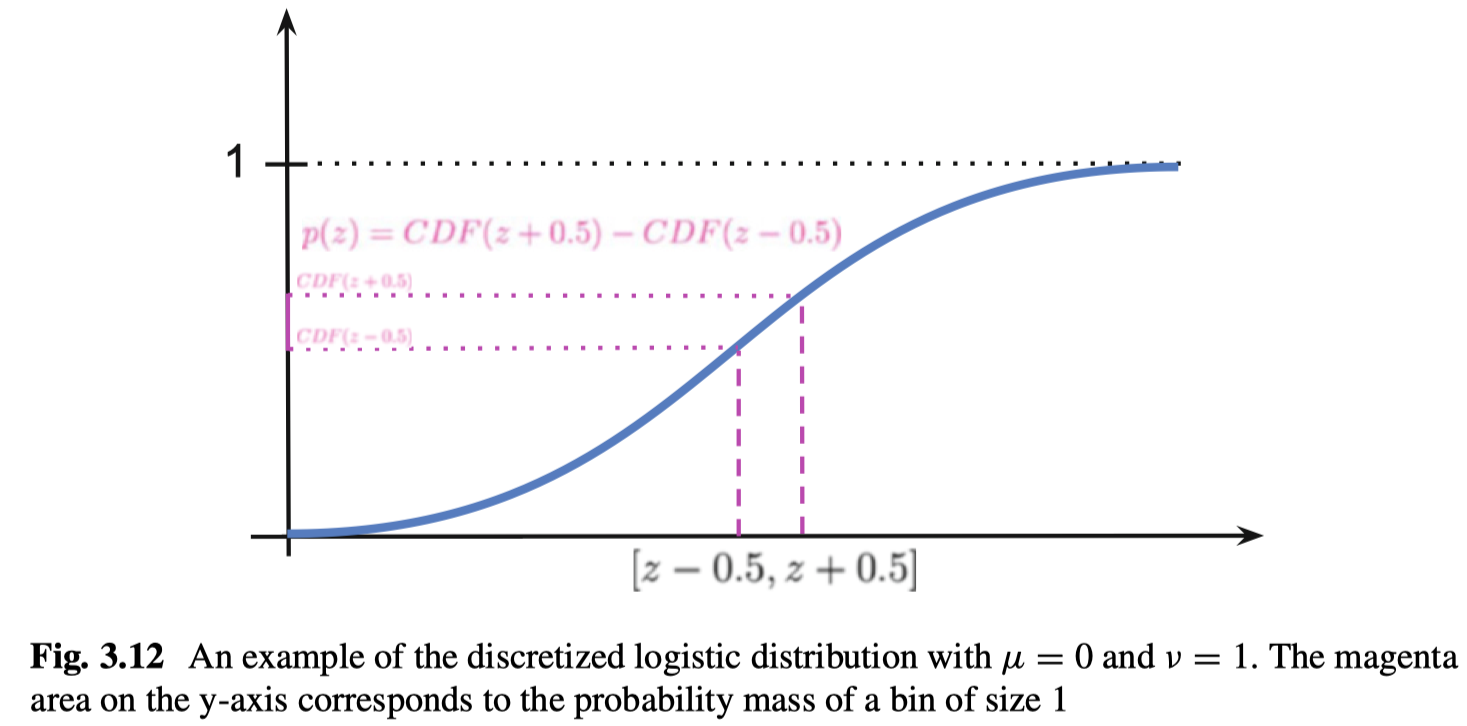 1
p(z) = CDF(z + 0.5) − CDF(z − 0.5)
CDF(z + 0.5)
CDF(z − 0.5)
[z − 0.5, z + 0.5]
Fig. 3.12 An example of the discretized logistic distribution with μ = 0 and ν = 1. The magenta
area on the y-axis corresponds to the probability mass of a bin of size 1